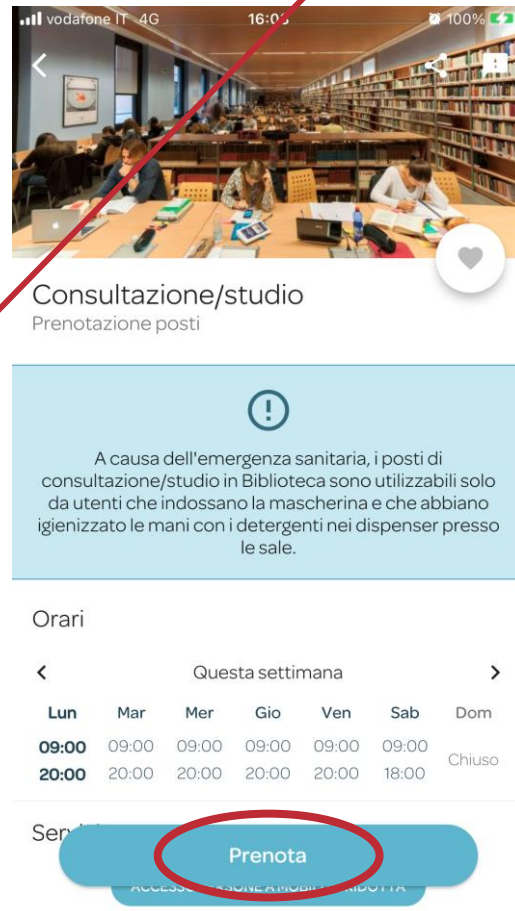 vodafone IT 4G 16:03 100%
Consultazione/studio
Prenotazione posti
A causa dell'emergenza sanitaria, i posti di
consultazione/studio in Biblioteca sono utilizzabili solo
da utenti che indossano la mascherina e che abbiano
igienizzato le mani con i detergenti nei dispenser presso
le sale.
Orari
Questa settimana
Lun Mar Mer Gio Ven Sab Dom
09:00 09:00 09:00 09:00 09:00 09:00
Chiuso
20:00 20:00 20:00 20:00 20:00 18:00
Prenota